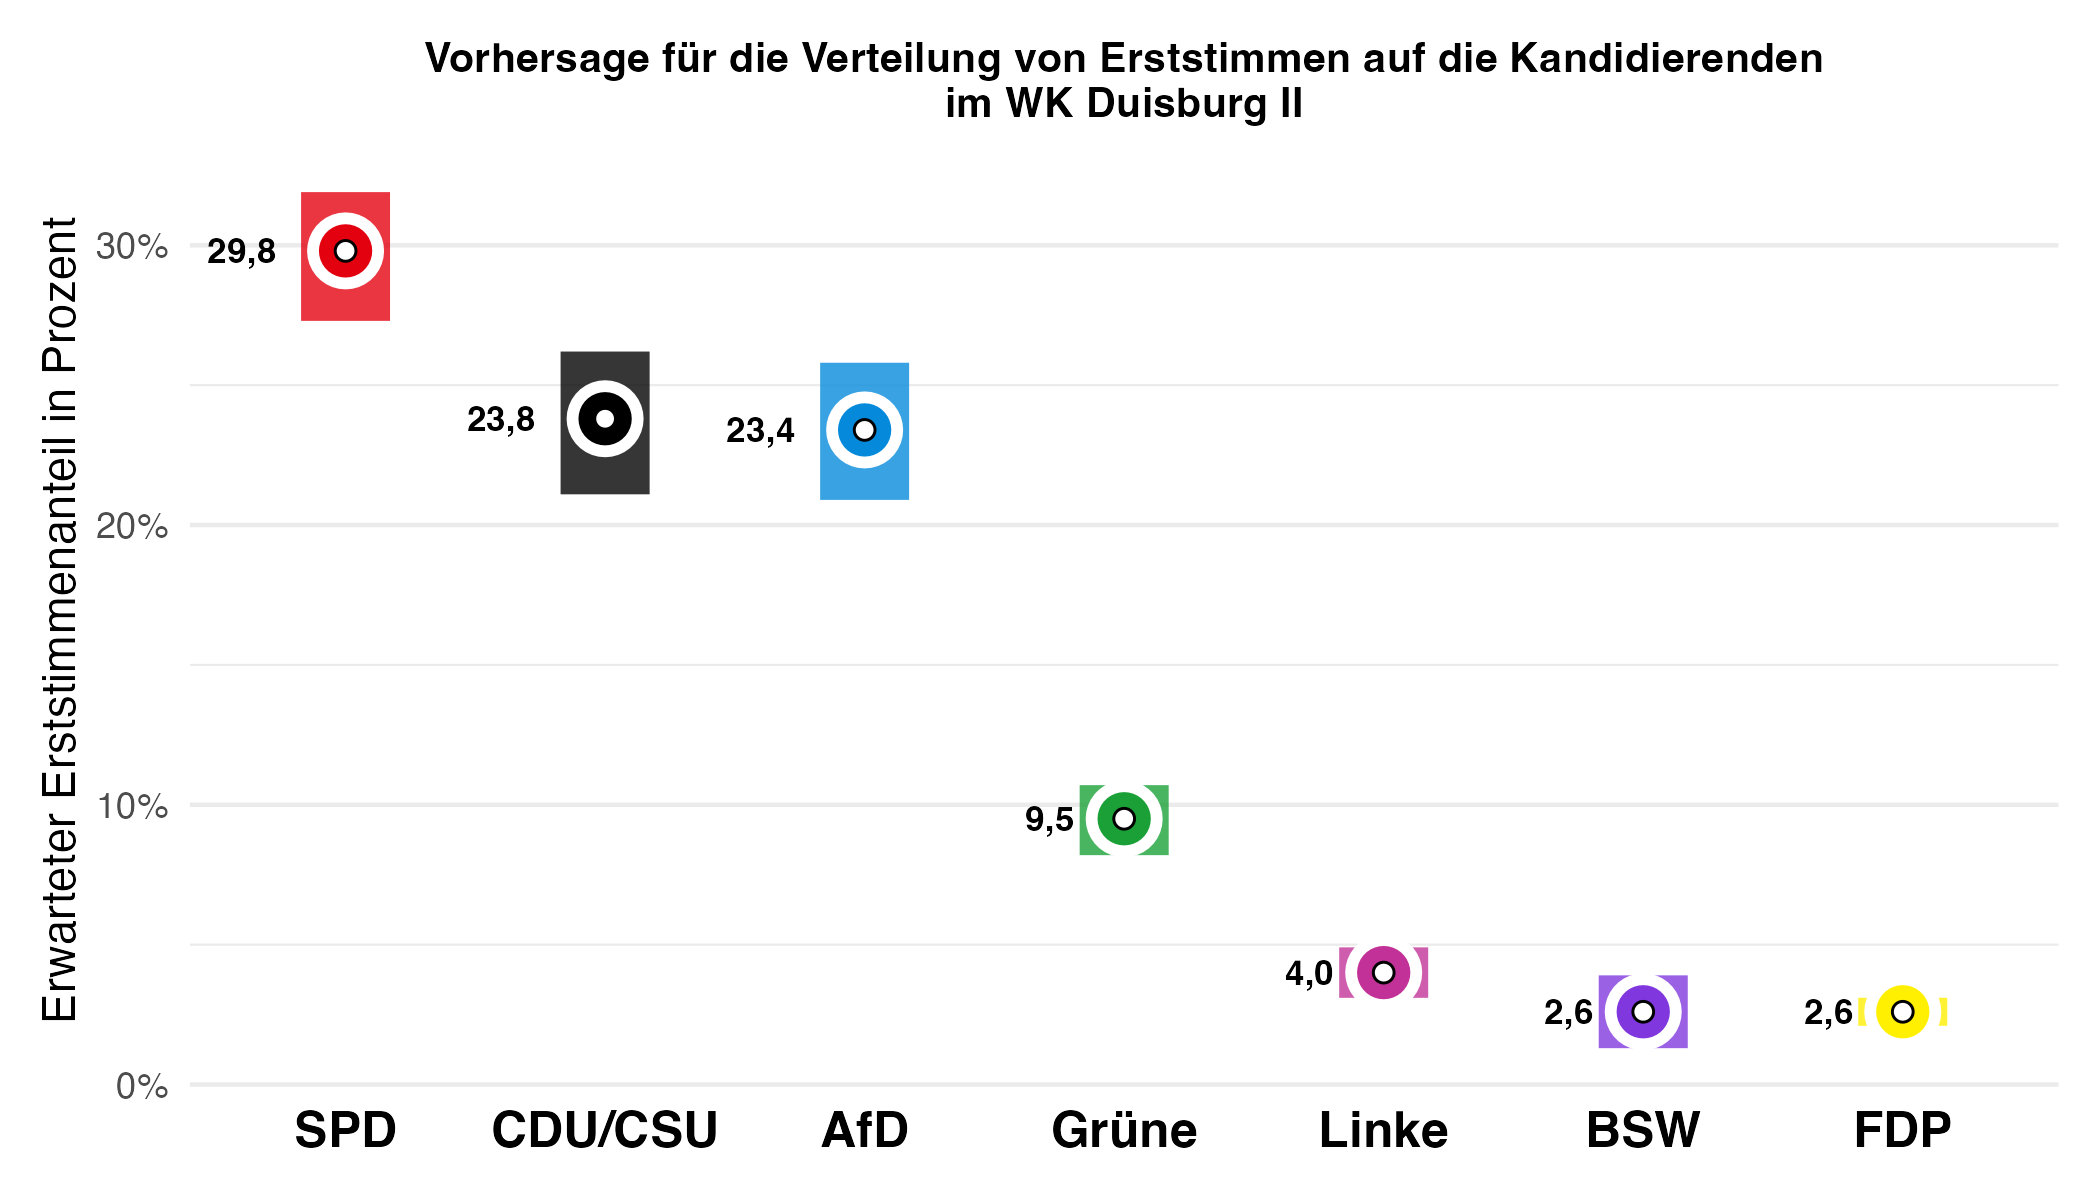 Vorhersage für die Verteilung von Erststimmen auf die Kandidierenden
im WK Duisburg II
Erwarteter Erststimmenanteil in Prozent
30%
20%
10%
0%
29,8
23,8
23,4
9,5
4,0
2,6
2,6
SPD
CDU/CSU
AfD
Grüne
Linke
BSW
FDP